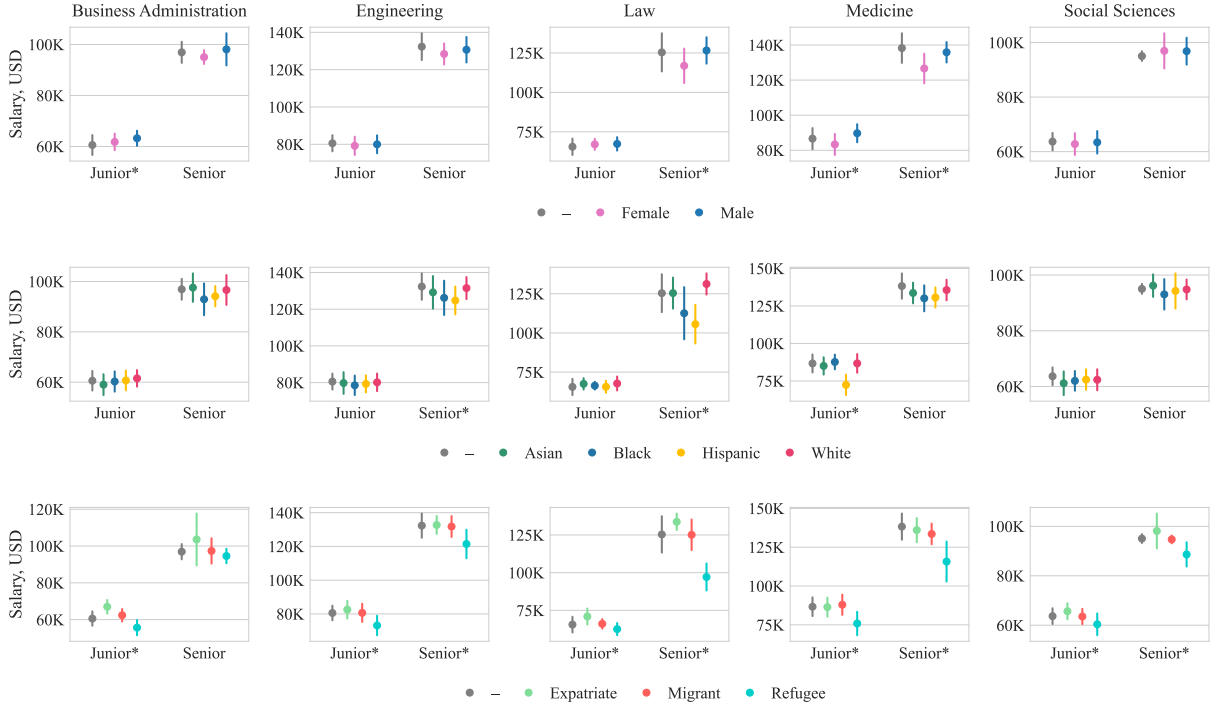 Business Administration Engineering Law Medicine Social Sciences
Salary, USD
100K 80K 60K
Junior* Senior
140K 120K 100K 80K
Junior Senior
125K 75K
Junior Senior*
140K 120K 100K 80K
Junior* Senior*
100K 80K 60K
Junior Senior
– Female Male
Salary, USD
100K 80K 60K
Junior Senior
140K 120K 100K 80K
Junior Senior*
125K 100K 75K
Junior Senior*
150K 125K 100K 75K
Junior* Senior
100K 80K 60K
Junior Senior
– Asian Black Hispanic White
Salary, USD
120K 100K 80K 60K
Junior* Senior
140K 120K 100K 80K
Junior* Senior*
125K 100K 75K
Junior* Senior*
150K 125K 100K 75K
Junior* Senior*
100K 80K 60K
Junior* Senior*
– Expatriate Migrant Refugee